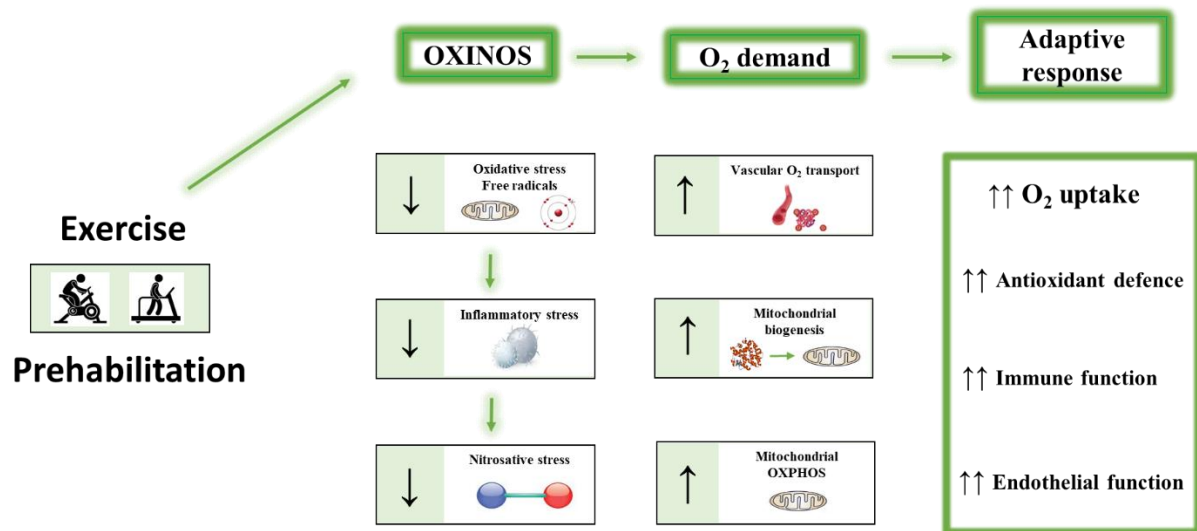 OXINOS
O₂ demand
Adaptive
response
Exercise
Prehabilitation
↓
Oxidative stress
Free radicals
↓
Inflammatory stress
↓
Nitrosative stress
↑
Vascular O₂ transport
↑
Mitochondrial
biogenesis
↑
Mitochondrial
OXPHOS
↑↑ O₂ uptake
↑↑ Antioxidant defence
↑↑ Immune function
↑↑ Endothelial function